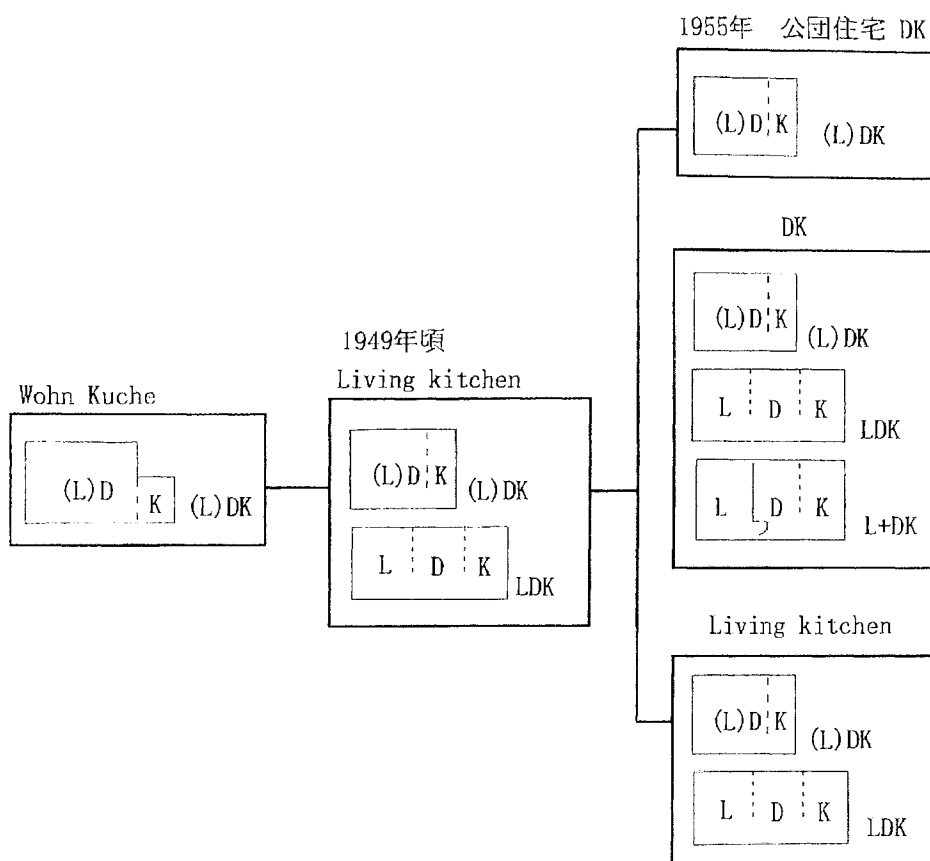 Wohn Kuche
(L)D
K
(L)DK
1949年頃
Living kitchen
(L)D K
(L)DK
L D K
LDK
1955年 公団住宅 DK
(L)D K
(L)DK
DK
(L)D K
(L)DK
L D K
LDK
L D K
L+DK
Living kitchen
(L)D K
(L)DK
L D K
LDK